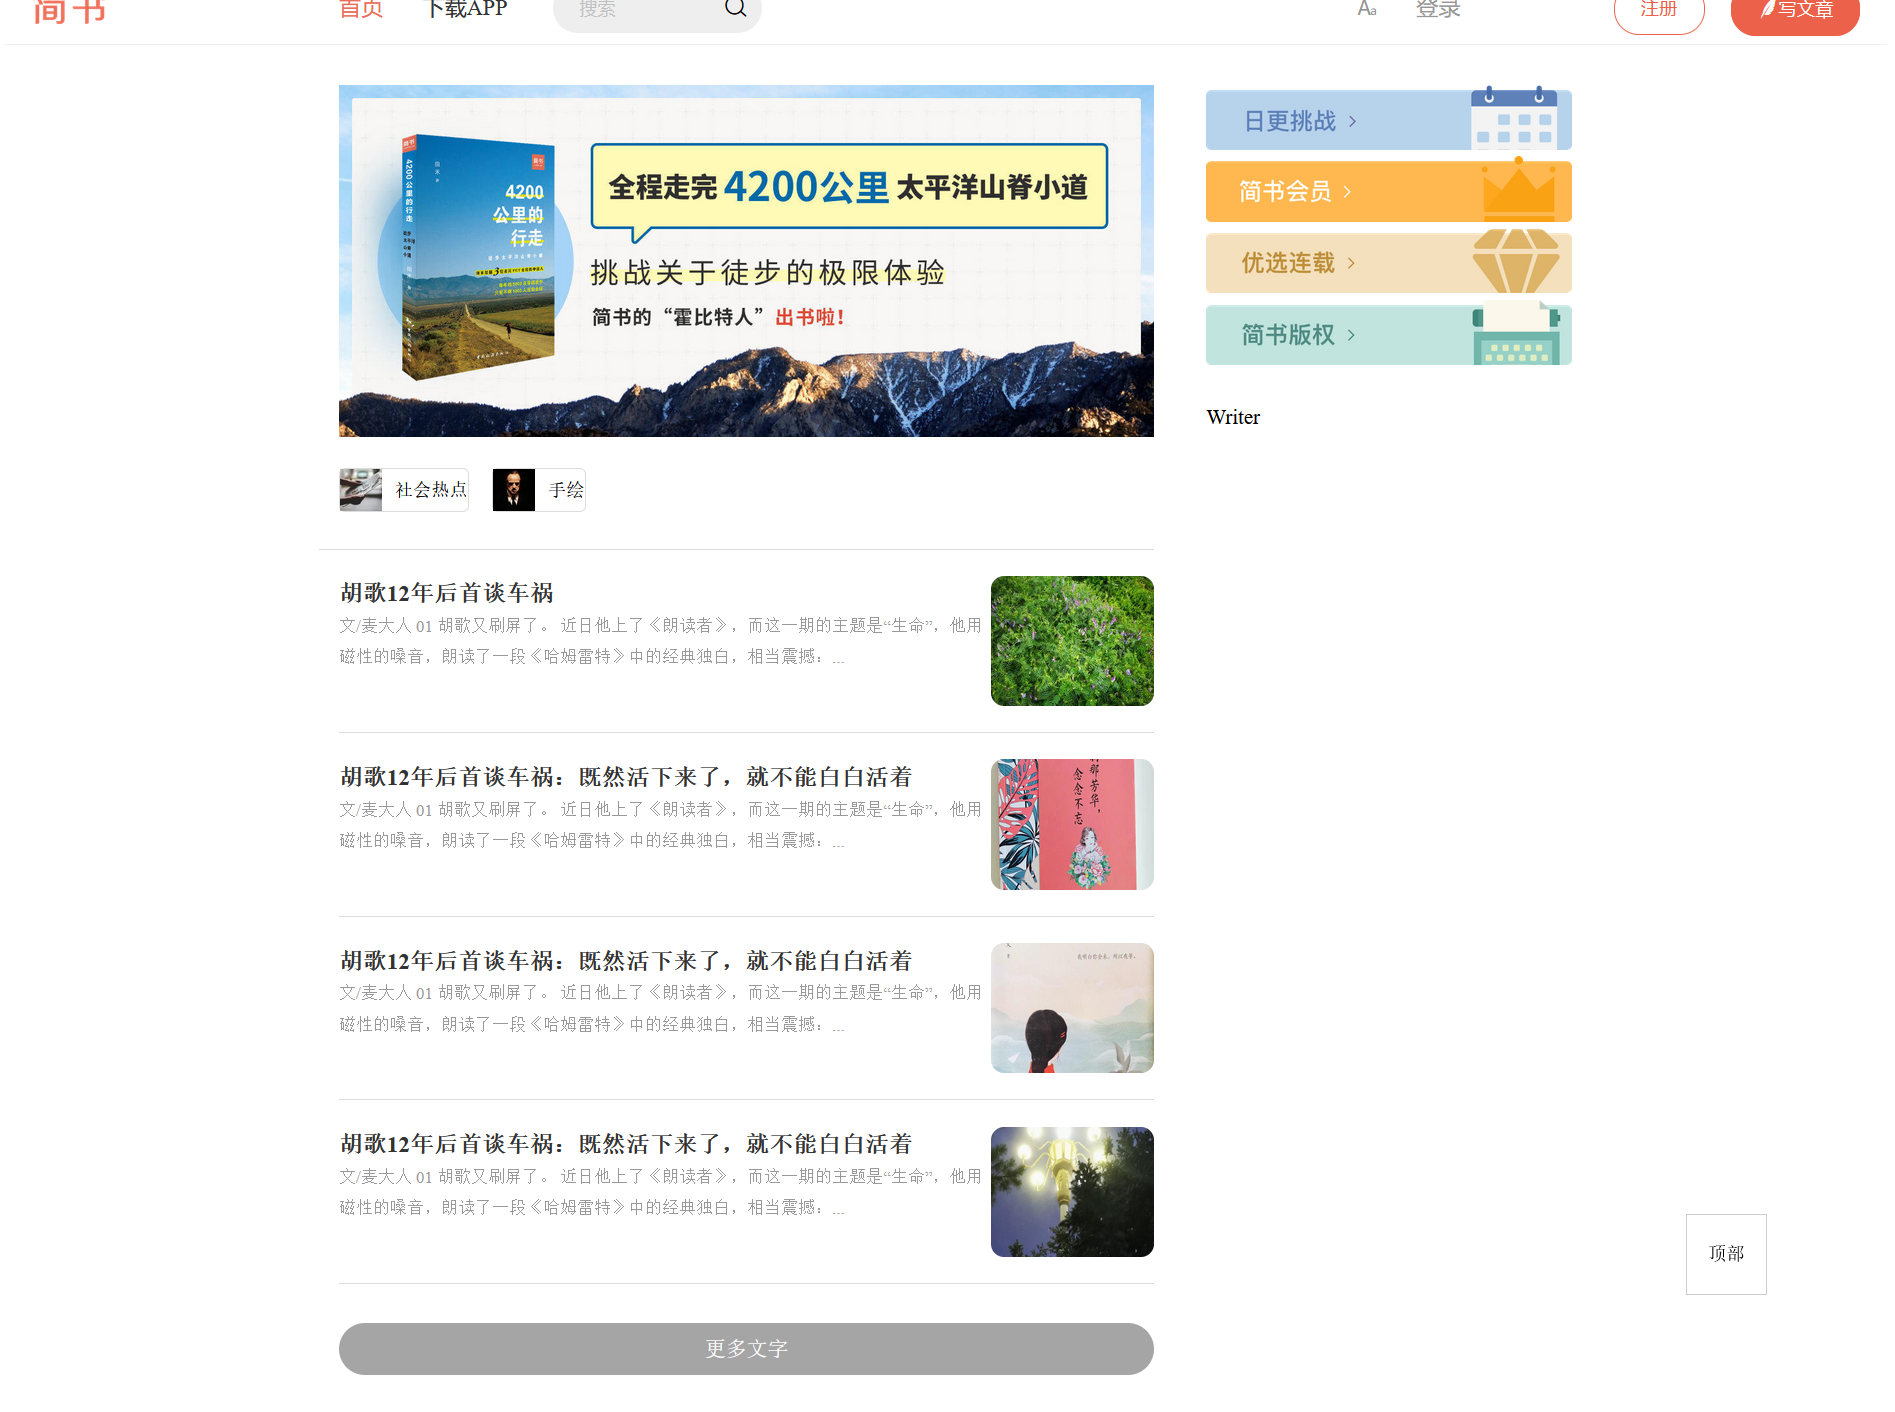 简书
首页
下载APP
搜索
Aa
登录
注册
写文章
简书
4200公里的行走
4200
公里的
行走
全程走完4200公里太平洋山脊小道
挑战关于徒步的极限体验
简书的“霍比特人”出书啦！
日更挑战
简书会员
优选连载
简书版权
Writer
社会热点
手绘
胡歌12年后首谈车祸
文/麦大人 01 胡歌又刷屏了。 近日他上了《朗读者》，而这一期的主题是“生命”，他用
磁性的嗓音，朗读了一段《哈姆雷特》中的经典独白，相当震撼：...
胡歌12年后首谈车祸：既然活下来了，就不能白白活着
文/麦大人 01 胡歌又刷屏了。 近日他上了《朗读者》，而这一期的主题是“生命”，他用
磁性的嗓音，朗读了一段《哈姆雷特》中的经典独白，相当震撼：...
那芳华，
念念不忘
胡歌12年后首谈车祸：既然活下来了，就不能白白活着
文/麦大人 01 胡歌又刷屏了。 近日他上了《朗读者》，而这一期的主题是“生命”，他用
磁性的嗓音，朗读了一段《哈姆雷特》中的经典独白，相当震撼：...
胡歌12年后首谈车祸：既然活下来了，就不能白白活着
文/麦大人 01 胡歌又刷屏了。 近日他上了《朗读者》，而这一期的主题是“生命”，他用
磁性的嗓音，朗读了一段《哈姆雷特》中的经典独白，相当震撼：...
顶部
更多文字